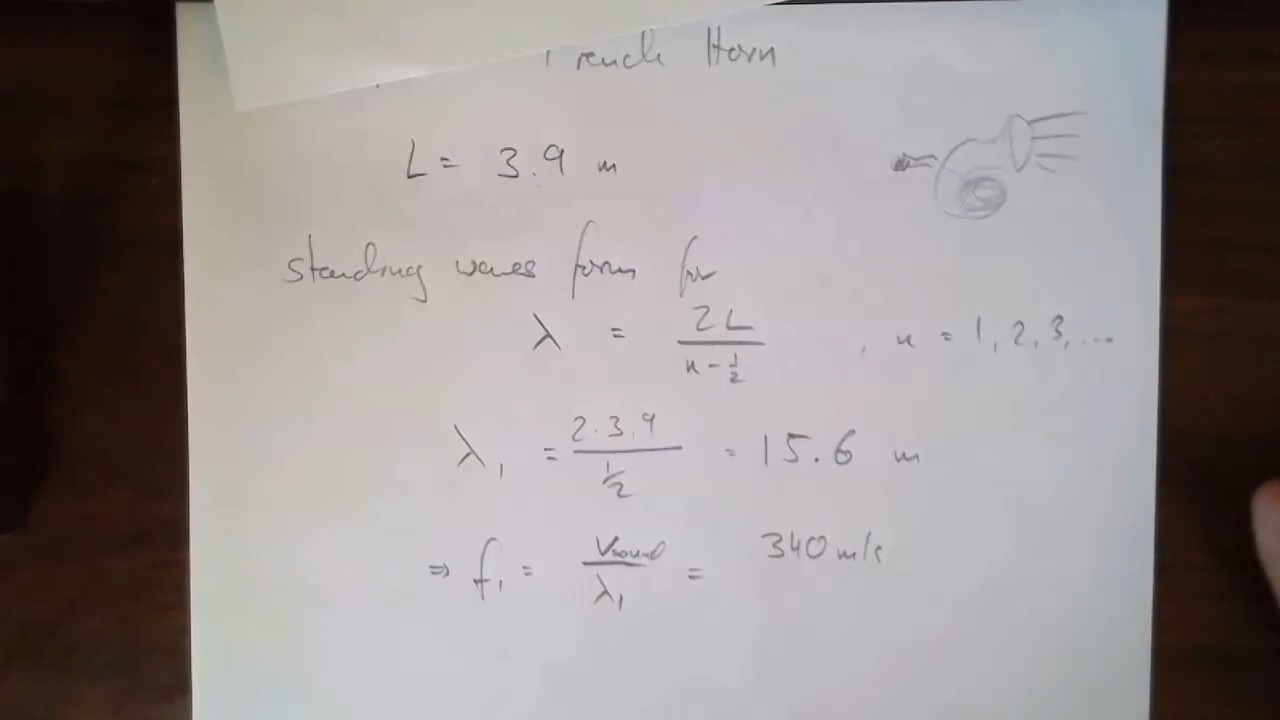 French Horn
L = 3.9 m
standing waves form for
λ = 2L / (n - 1/2) , n = 1, 2, 3, ...
λ₁ = 2·3.9 / (1/2) = 15.6 m
⇒ f₁ = Vsound / λ₁ = 340 m/s